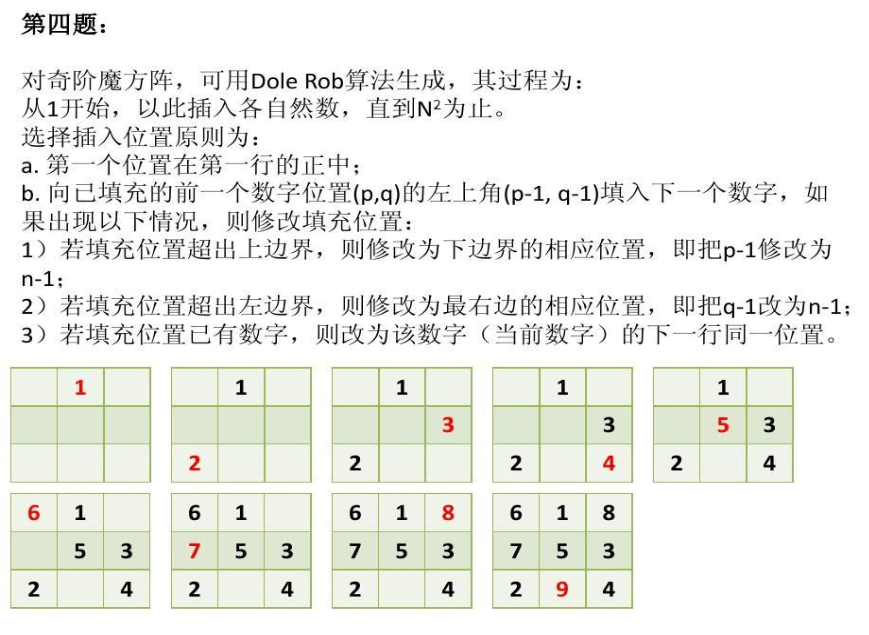 第四题：
对奇阶魔方阵，可用Dole Rob算法生成，其过程为：
从1开始，以此插入各自然数，直到N²为止。
选择插入位置原则为：
a. 第一个位置在第一行的正中；
b. 向已填充的前一个数字位置(p,q)的左上角(p-1, q-1)填入下一个数字，如
果出现以下情况，则修改填充位置：
1）若填充位置超出上边界，则修改为下边界的相应位置，即把p-1修改为
n-1；
2）若填充位置超出左边界，则修改为最右边的相应位置，即把q-1改为n-1；
3）若填充位置已有数字，则改为该数字（当前数字）的下一行同一位置。
1 1 1 1 1
3 3 5 3
2 2 2 4 2 4
6 1 6 1 6 1 8 6 1 8
5 3 7 5 3 7 5 3 7 5 3
2 4 2 4 2 4 2 9 4